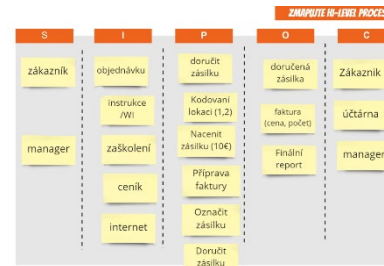 ZMAPUJTE HI-LEVEL PROCES
S
I
P
O
C
zákazník
manager
objednávku
instrukce
/WI
zaškolení
ceník
internet
doručit
zásilku
Kodovaní
lokaci (1,2)
Nacenit
zásilku (10€)
Příprava
faktury
Označit
zásilku
Doručit
zásilku
doručená
zásilka
faktura
(cena, počet)
Finální
report
Zákazník
účtárna
manager